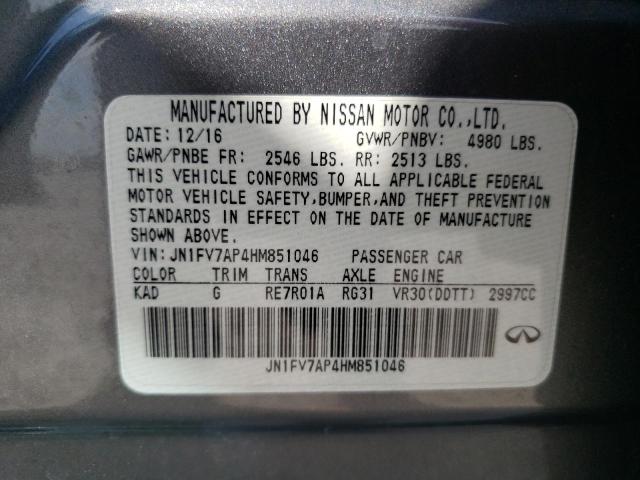 MANUFACTURED BY NISSAN MOTOR CO.,LTD.
DATE: 12/16 GVWR/PNBV: 4980 LBS.
GAWR/PNBE FR: 2546 LBS. RR: 2513 LBS.
THIS VEHICLE CONFORMS TO ALL APPLICABLE FEDERAL
MOTOR VEHICLE SAFETY,BUMPER,AND THEFT PREVENTION
STANDARDS IN EFFECT ON THE DATE OF MANUFACTURE
SHOWN ABOVE.
VIN: JN1FV7AP4HM851046 PASSENGER CAR
COLOR TRIM TRANS AXLE ENGINE
KAD G RE7R01A RG31 VR30(DDTT) 2997CC
JN1FV7AP4HM851046